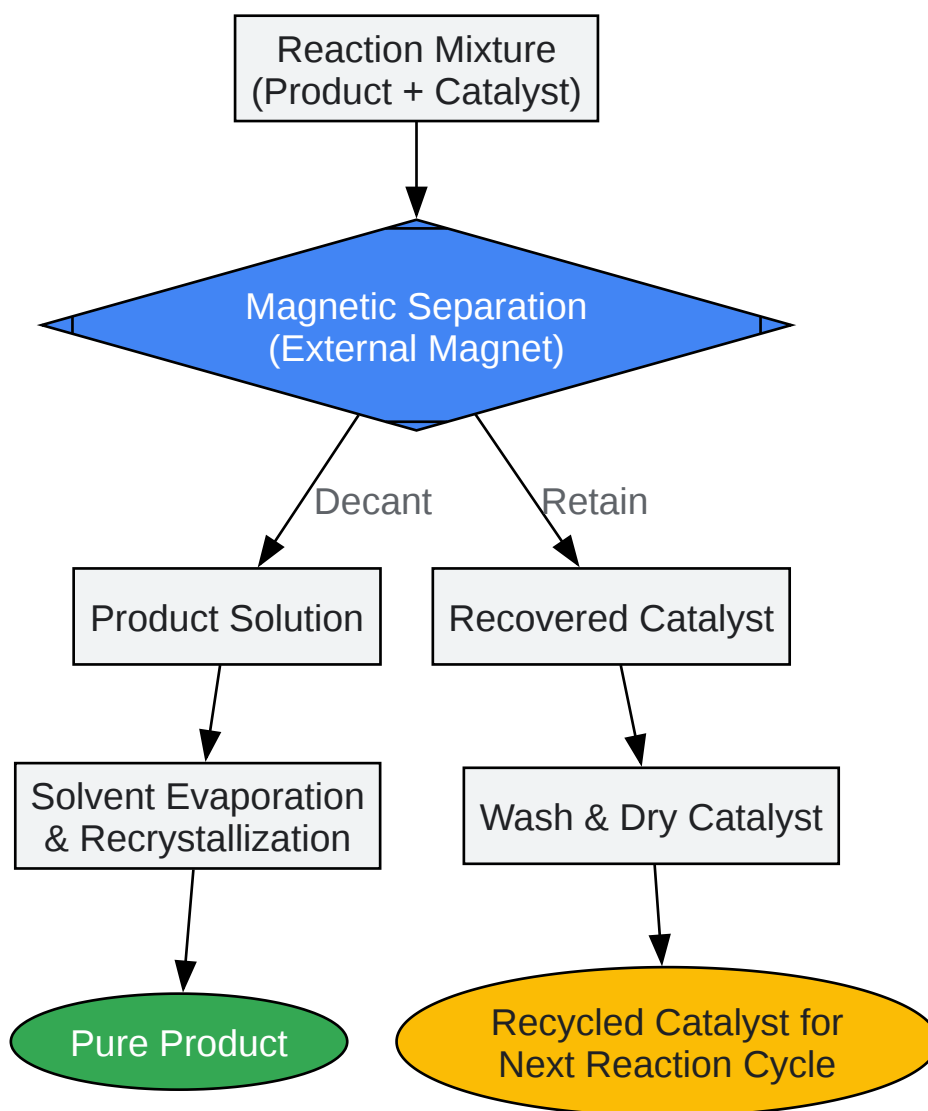 Reaction Mixture
(Product + Catalyst)
Magnetic Separation
(External Magnet)
Decant
Retain
Product Solution
Recovered Catalyst
Solvent Evaporation
& Recrystallization
Wash & Dry Catalyst
Pure Product
Recycled Catalyst for
Next Reaction Cycle